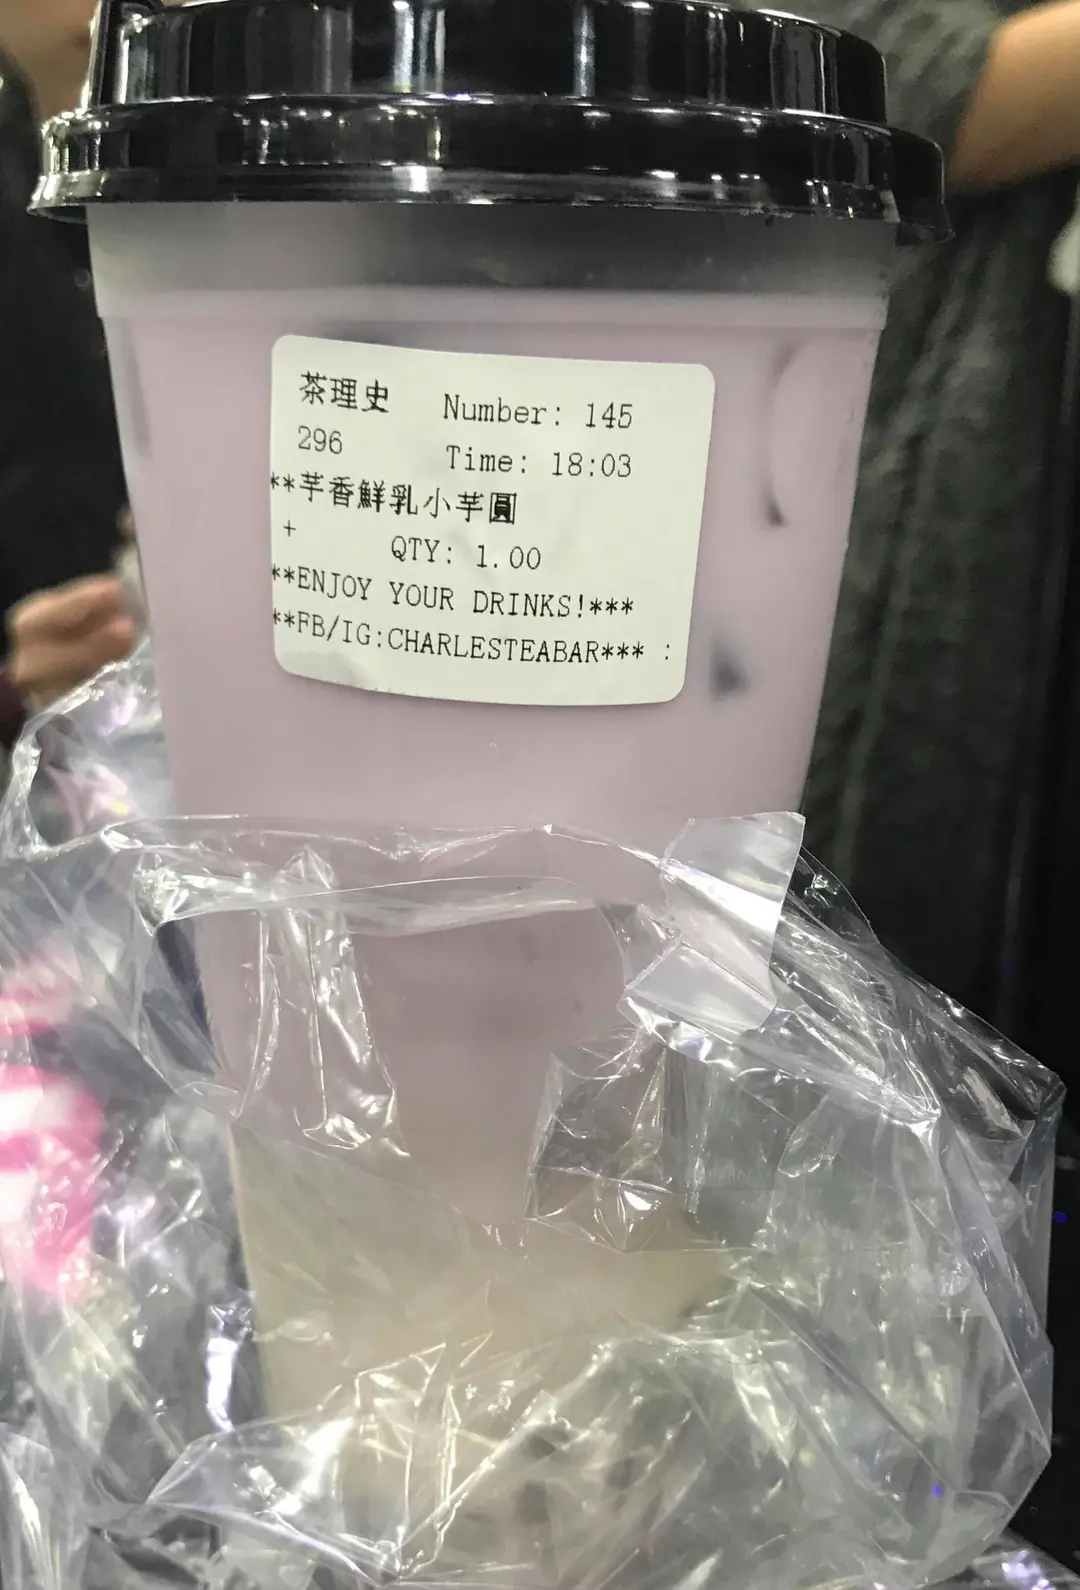 茶理史 Number: 145
296 Time: 18:03
**芋香鮮乳小芋圓
+ QTY: 1.00
**ENJOY YOUR DRINKS!***
**FB/IG:CHARLESTEABAR*** :